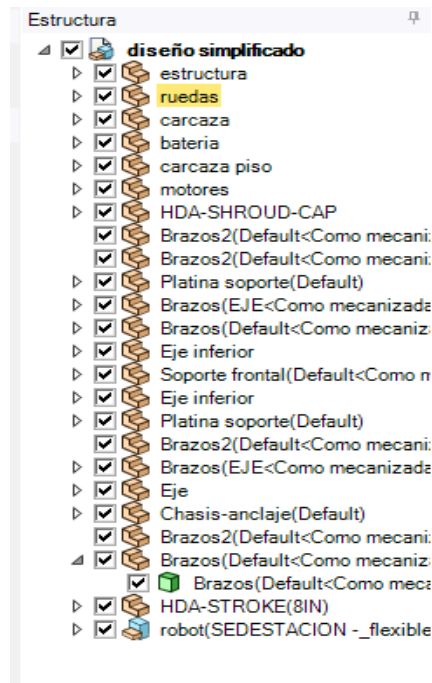 Estructura
diseño simplificado
estructura
ruedas
carcaza
bateria
carcaza piso
motores
HDA-SHROUD-CAP
Brazos2(Default<Como mecani
Brazos2(Default<Como mecani
Platina soporte(Default)
Brazos(EJE<Como mecanizada
Brazos(Default<Como mecaniz
Eje inferior
Soporte frontal(Default<Como m
Eje inferior
Platina soporte(Default)
Brazos2(Default<Como mecani
Brazos(EJE<Como mecanizada
Eje
Chasis-anclaje(Default)
Brazos2(Default<Como mecani
Brazos(Default<Como mecaniz
Brazos(Default<Como meca
HDA-STROKE(8IN)
robot(SEDESTACION -_flexible